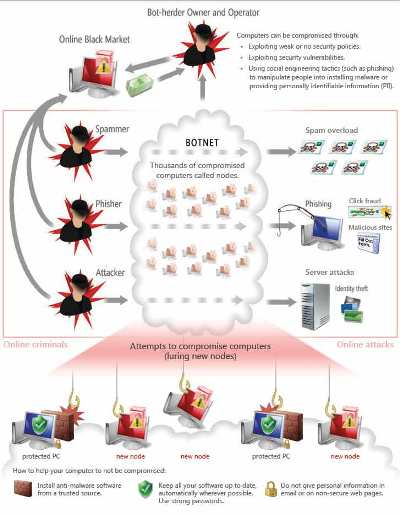 Bot-herder Owner and Operator
Online Black Market
Computers can be compromised through:
• Exploiting weak or no security policies.
• Exploiting security vulnerabilities.
• Using social engineering tactics (such as phishing)
to manipulate people into installing malware or
providing personally identifiable information (PII).
Spammer
BOTNET
Spam overload
Thousands of compromised
computers called nodes.
Phisher
Phishing
Click fraud
Malicious sites
Attacker
Server attacks
Identity theft
Online criminals
Attempts to compromise computers
(luring new nodes)
Online attacks
protected PC
new node
new node
protected PC
new node
How to help your computer to not be compromised:
Install anti-malware software
from a trusted source.
Keep all your software up-to-date,
automatically wherever possible.
Use strong passwords.
Do not give personal information in
email or on non-secure web pages.